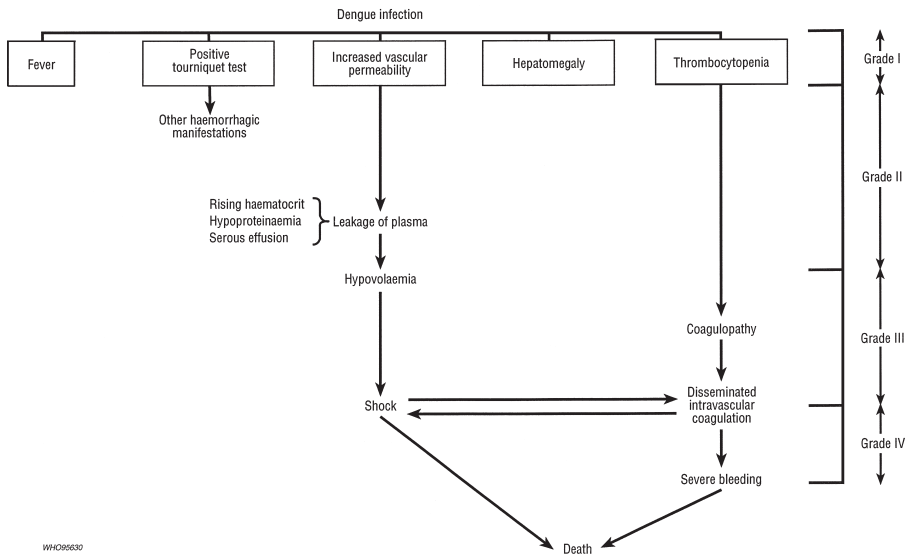 Dengue infection
Fever
Positive
tourniquet test
Increased vascular
permeability
Hepatomegaly
Thrombocytopenia
Grade I
Other haemorrhagic
manifestations
Grade II
Rising haematocrit
Hypoproteinaemia
Serous effusion
Leakage of plasma
Hypovolaemia
Coagulopathy
Grade III
Shock
Disseminated
intravascular
coagulation
Grade IV
Severe bleeding
Death
WHO95630